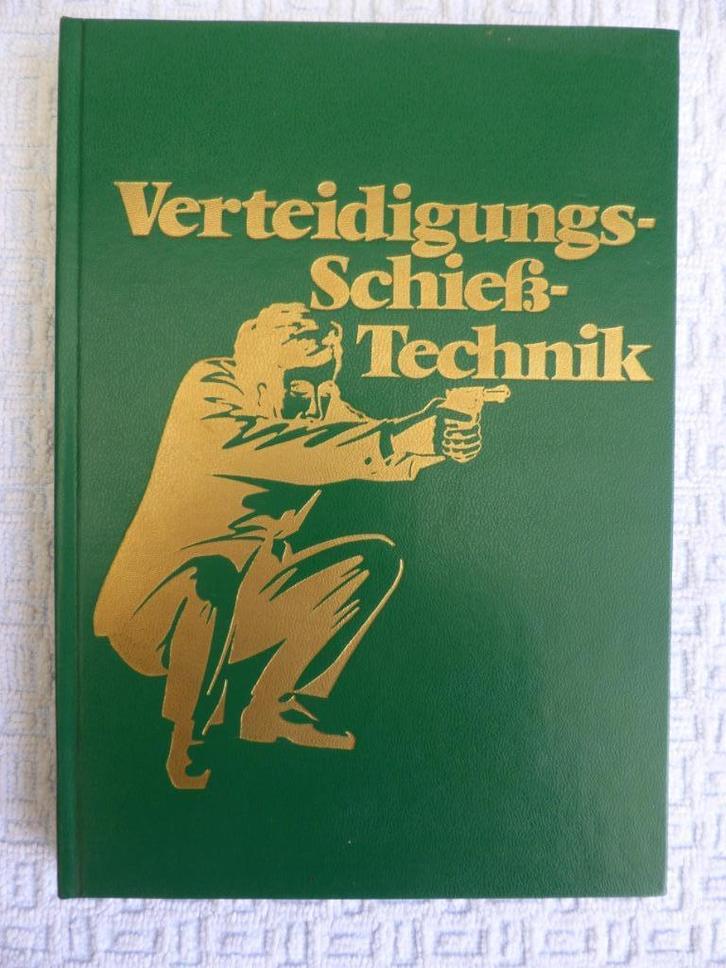 Verteidigungs-
Schieß-
Technik